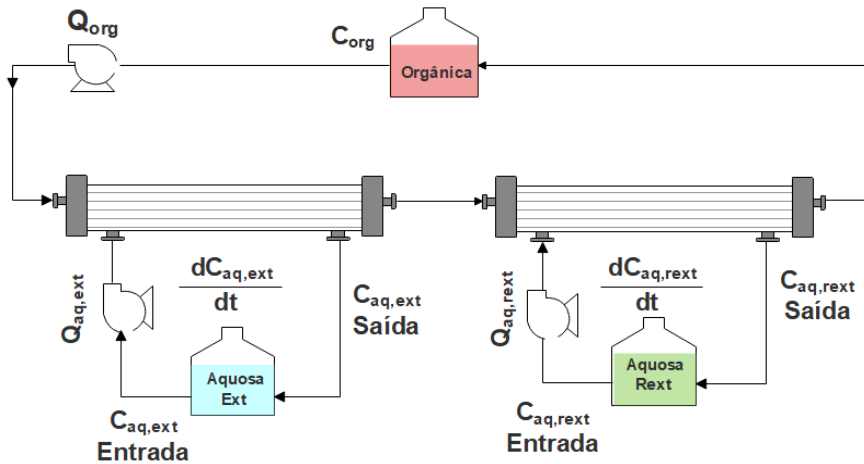 Q_org
C_org
Orgânica
dC_aq,ext
dt
Q_aq,ext
C_aq,ext
Saída
Aquosa
Ext
C_aq,ext
Entrada
dC_aq,rext
dt
Q_aq,rext
C_aq,rext
Saída
Aquosa
Rext
C_aq,rext
Entrada